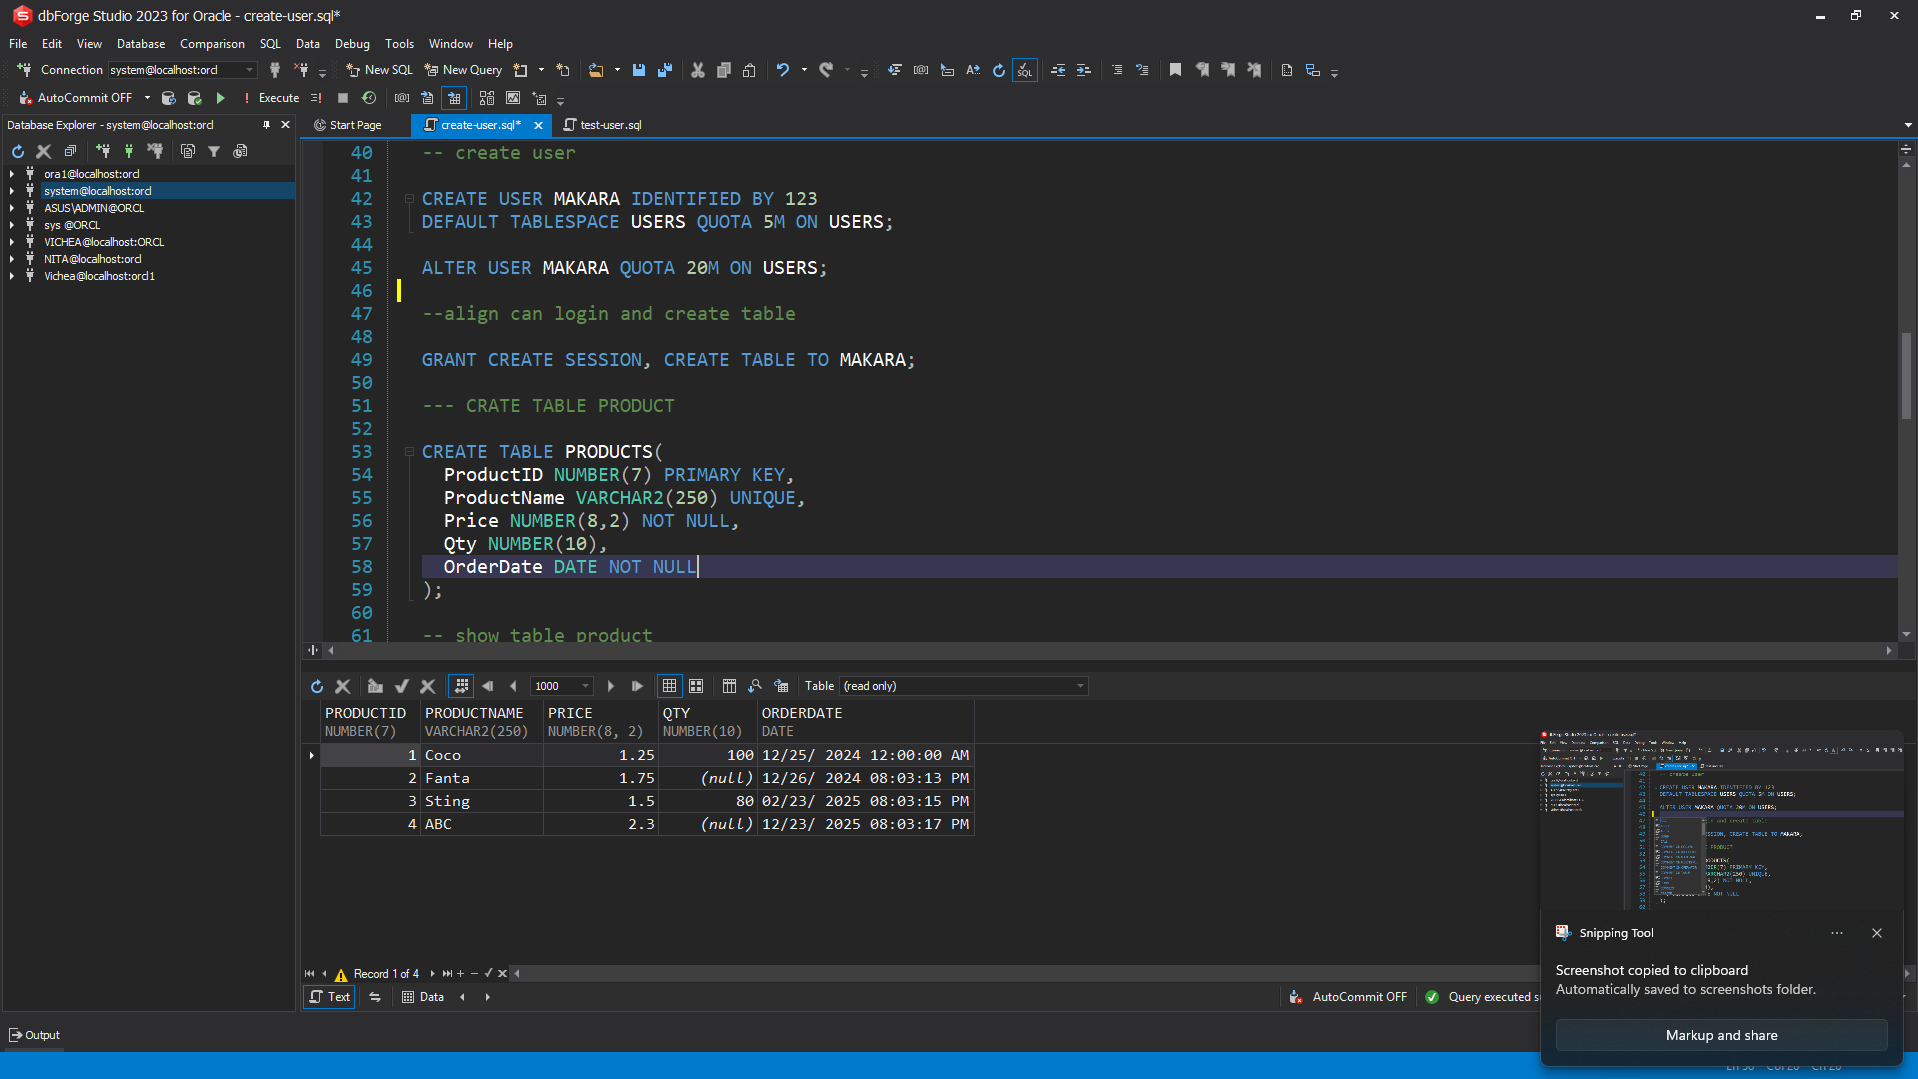 dbForge Studio 2023 for Oracle - create-user.sql*
File Edit View Database Comparison SQL Data Debug Tools Window Help
Connection system@localhost:orcl New SQL New Query
AutoCommit OFF Execute
Database Explorer - system@localhost:orcl
ora1@localhost:orcl
system@localhost:orcl
ASUS\ADMIN@ORCL
sys @ORCL
VICHEA@localhost:ORCL
NITA@localhost:orcl
Vichea@localhost:orcl1
Start Page create-user.sql* test-user.sql
40 -- create user
41
42 CREATE USER MAKARA IDENTIFIED BY 123
43 DEFAULT TABLESPACE USERS QUOTA 5M ON USERS;
44
45 ALTER USER MAKARA QUOTA 20M ON USERS;
46
47 --align can login and create table
48
49 GRANT CREATE SESSION, CREATE TABLE TO MAKARA;
50
51 --- CRATE TABLE PRODUCT
52
53 CREATE TABLE PRODUCTS(
54 ProductID NUMBER(7) PRIMARY KEY,
55 ProductName VARCHAR2(250) UNIQUE,
56 Price NUMBER(8,2) NOT NULL,
57 Qty NUMBER(10),
58 OrderDate DATE NOT NULL
59 );
60
61 -- show table product
1000 Table (read only)
PRODUCTID PRODUCTNAME PRICE QTY ORDERDATE
NUMBER(7) VARCHAR2(250) NUMBER(8, 2) NUMBER(10) DATE
1 Coco 1.25 100 12/25/ 2024 12:00:00 AM
2 Fanta 1.75 (null) 12/26/ 2024 08:03:13 PM
3 Sting 1.5 80 02/23/ 2025 08:03:15 PM
4 ABC 2.3 (null) 12/23/ 2025 08:03:17 PM
Record 1 of 4
Text Data AutoCommit OFF Query executed
Output
Snipping Tool
Screenshot copied to clipboard
Automatically saved to screenshots folder.
Markup and share